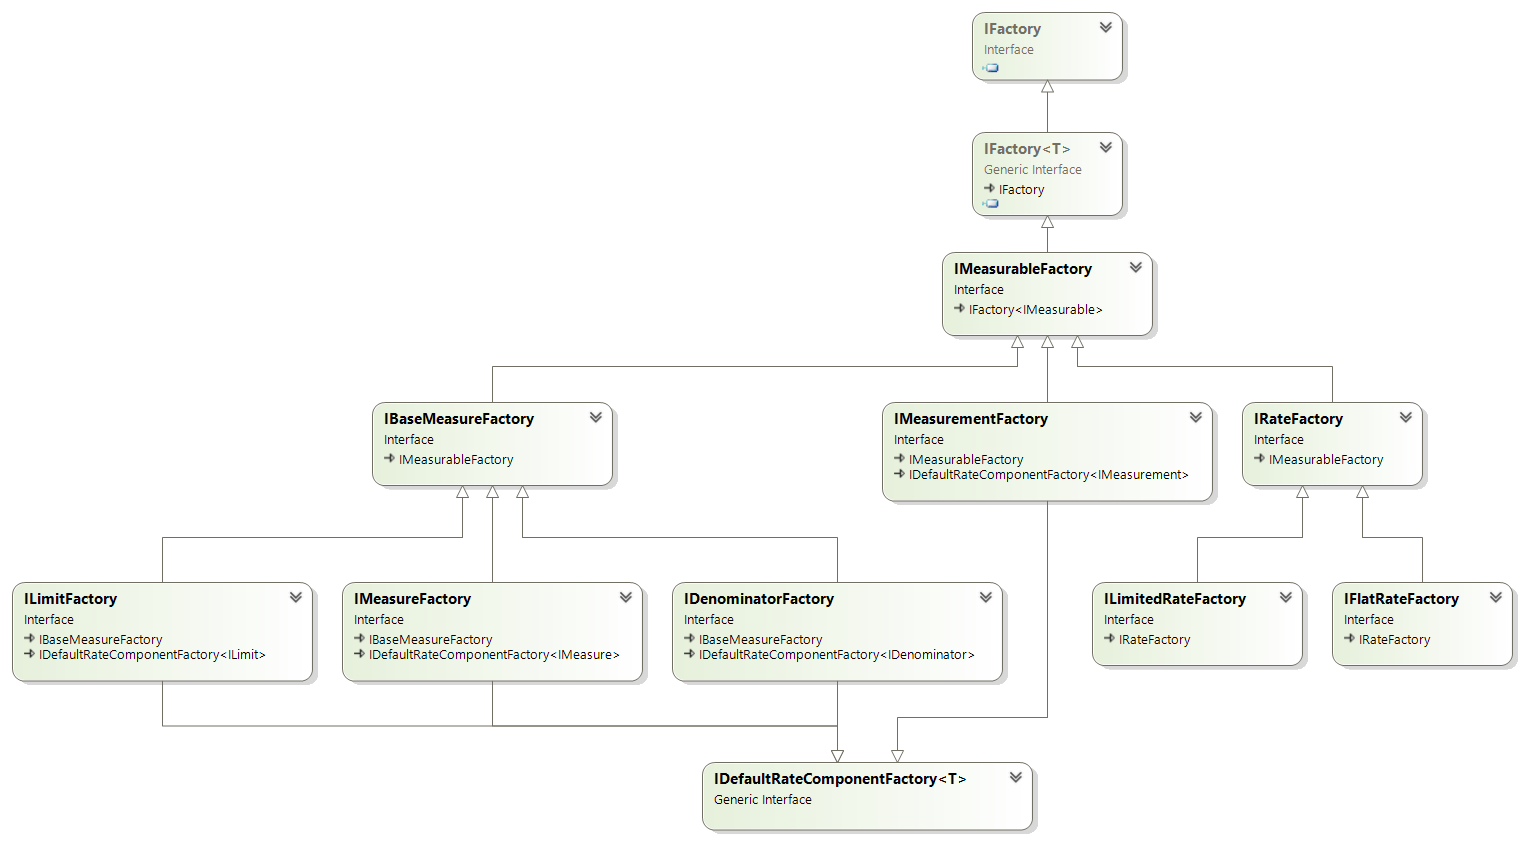 IFactory
Interface
IFactory<T>
Generic Interface
IFactory
IMeasurableFactory
Interface
IFactory<IMeasurable>
IBaseMeasureFactory
Interface
IMeasurableFactory
IMeasurementFactory
Interface
IMeasurableFactory
IDefaultRateComponentFactory<IMeasurement>
IRateFactory
Interface
IMeasurableFactory
ILimitFactory
Interface
IBaseMeasureFactory
IDefaultRateComponentFactory<ILimit>
IMeasureFactory
Interface
IBaseMeasureFactory
IDefaultRateComponentFactory<IMeasure>
IDenominatorFactory
Interface
IBaseMeasureFactory
IDefaultRateComponentFactory<IDenominator>
ILimitedRateFactory
Interface
IRateFactory
IFlatRateFactory
Interface
IRateFactory
IDefaultRateComponentFactory<T>
Generic Interface